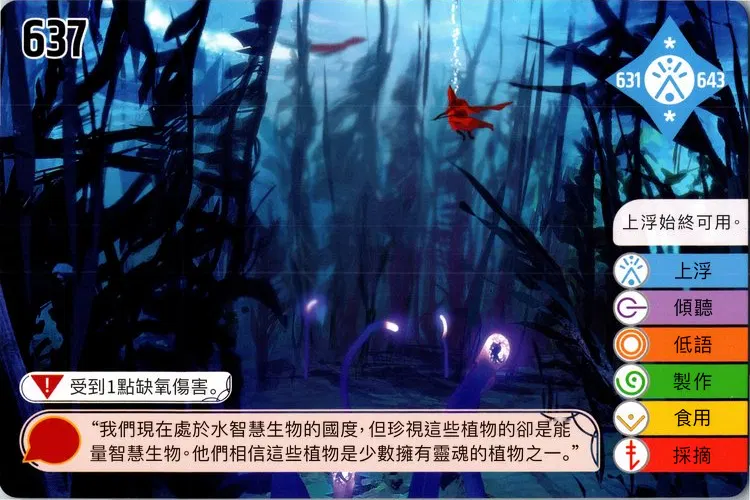 637
*
631
643
*
上浮始終可用。
上浮
傾聽
低語
製作
食用
採摘
! 受到1點缺氧傷害。
“我們現在處於水智慧生物的國度，但珍視這些植物的卻是能
量智慧生物。他們相信這些植物是少數擁有靈魂的植物之一。”